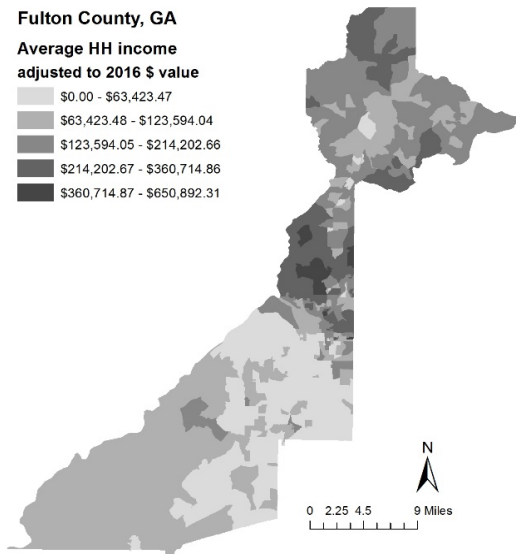 Fulton County, GA
Average HH income
adjusted to 2016 $ value
$0.00 - $63,423.47
$63,423.48 - $123,594.04
$123,594.05 - $214,202.66
$214,202.67 - $360,714.86
$360,714.87 - $650,892.31
N
0 2.25 4.5 9 Miles